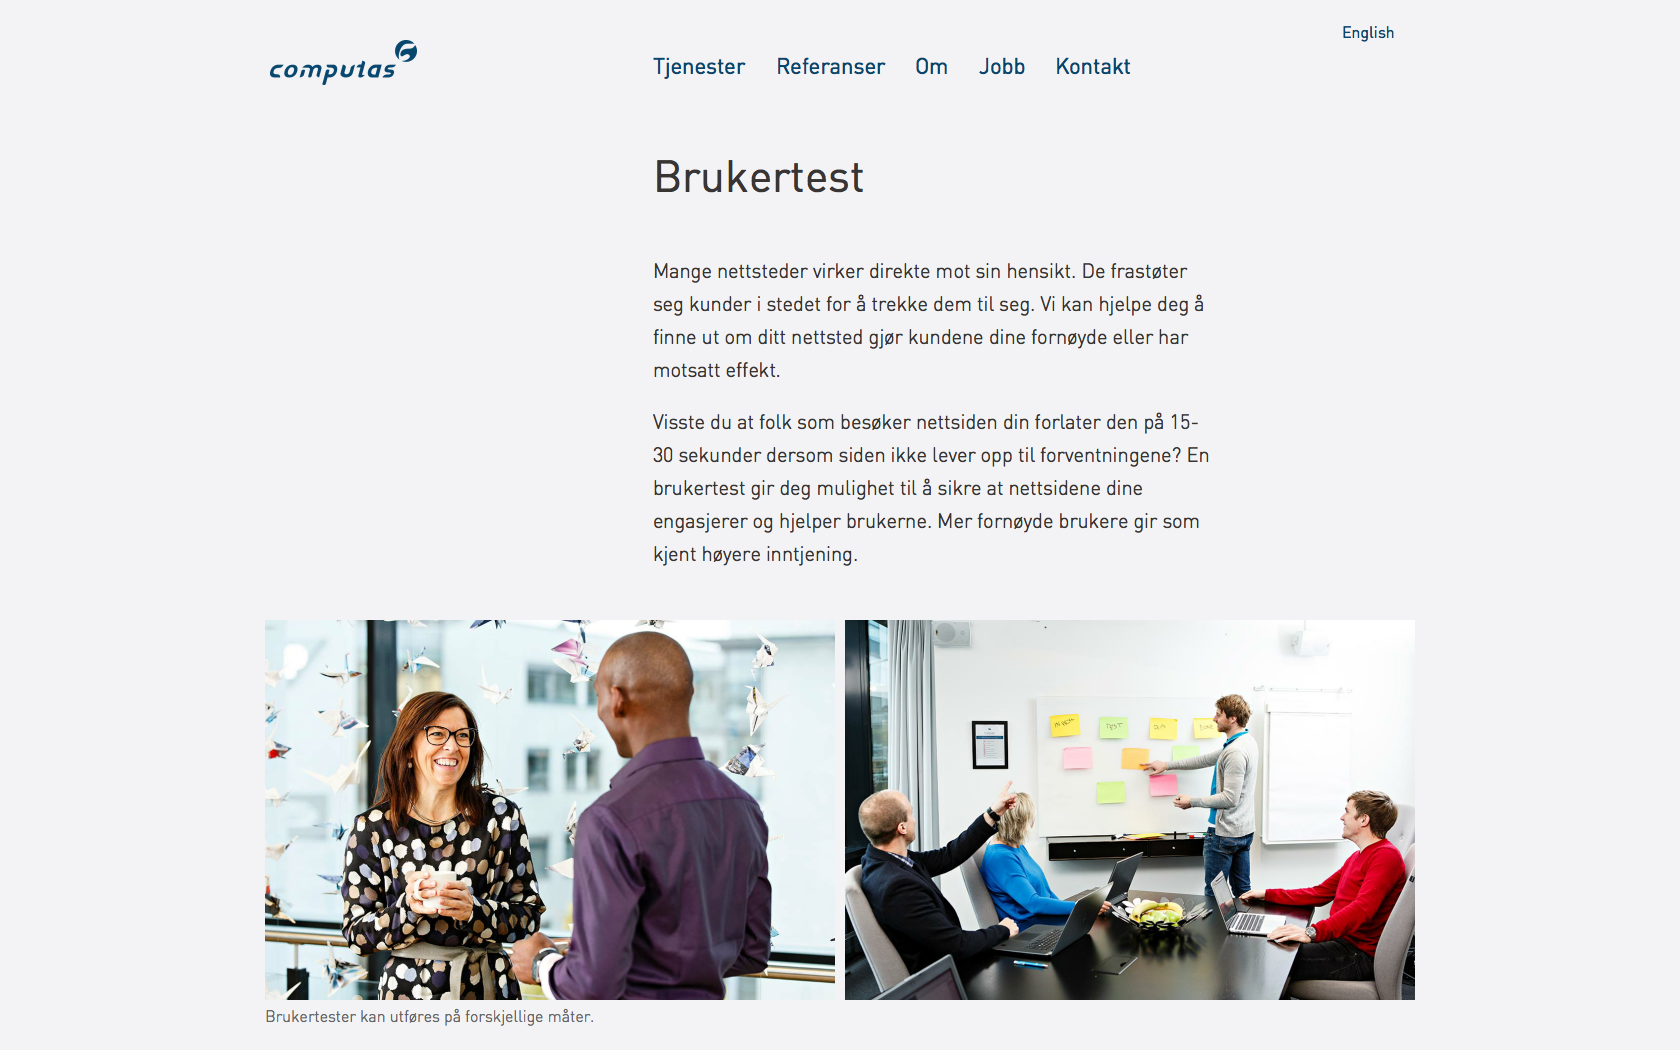 English
computas
Tjenester Referanser Om Jobb Kontakt
Brukertest
Mange nettsteder virker direkte mot sin hensikt. De frastøter
seg kunder i stedet for å trekke dem til seg. Vi kan hjelpe deg å
finne ut om ditt nettsted gjør kundene dine fornøyde eller har
motsatt effekt.
Visste du at folk som besøker nettsiden din forlater den på 15-
30 sekunder dersom siden ikke lever opp til forventningene? En
brukertest gir deg mulighet til å sikre at nettsidene dine
engasjerer og hjelper brukerne. Mer fornøyde brukere gir som
kjent høyere inntjening.
TEST
Brukertester kan utføres på forskjellige måter.